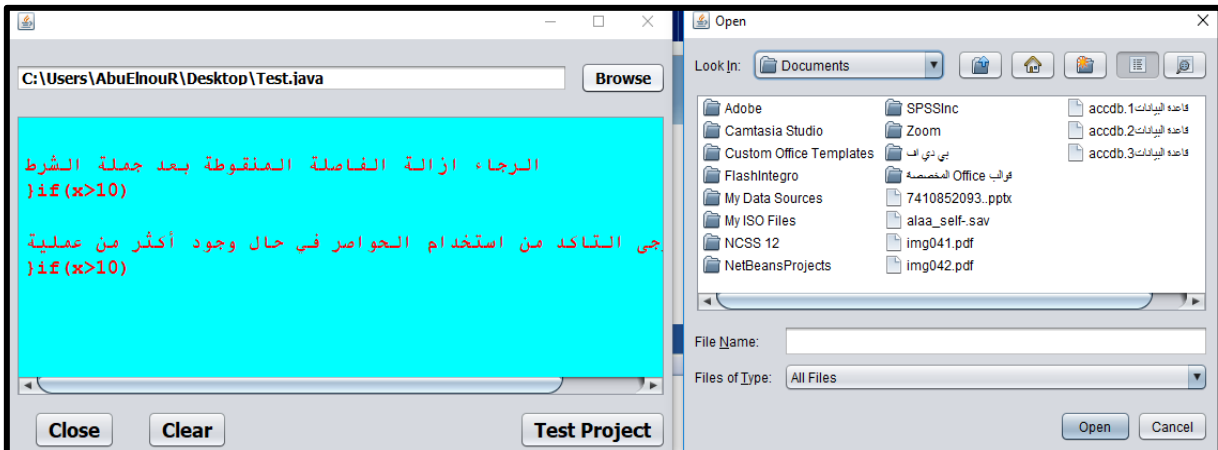 C:\Users\AbuElnouR\Desktop\Test.java
Browse
الرجاء ازالة الفاصلة المنقوطة بعد جملة الشرط
}if(x>10)
التاكد من استخدام الحواصر في حال وجود أكثر من عملية
}if(x>10)
Close
Clear
Test Project
Open
Look In:
Documents
Adobe
Camtasia Studio
Custom Office Templates
FlashIntegro
My Data Sources
My ISO Files
NCSS 12
NetBeansProjects
SPSSInc
Zoom
بي دي اف
قوالب Office المخصصة
7410852093..pptx
alaa_self-.sav
img041.pdf
img042.pdf
قاعده البيانات1.accdb
قاعده البيانات2.accdb
قاعده البيانات3.accdb
File Name:
Files of Type:
All Files
Open
Cancel